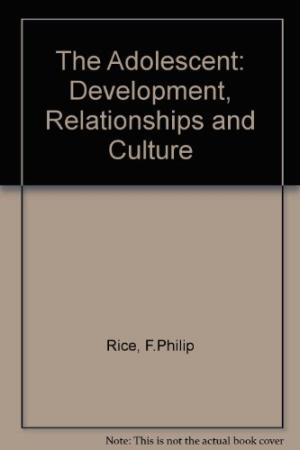 The Adolescent:
Development,
Relationships and
Culture
Rice, F.Philip
Note: This is not the actual book cover